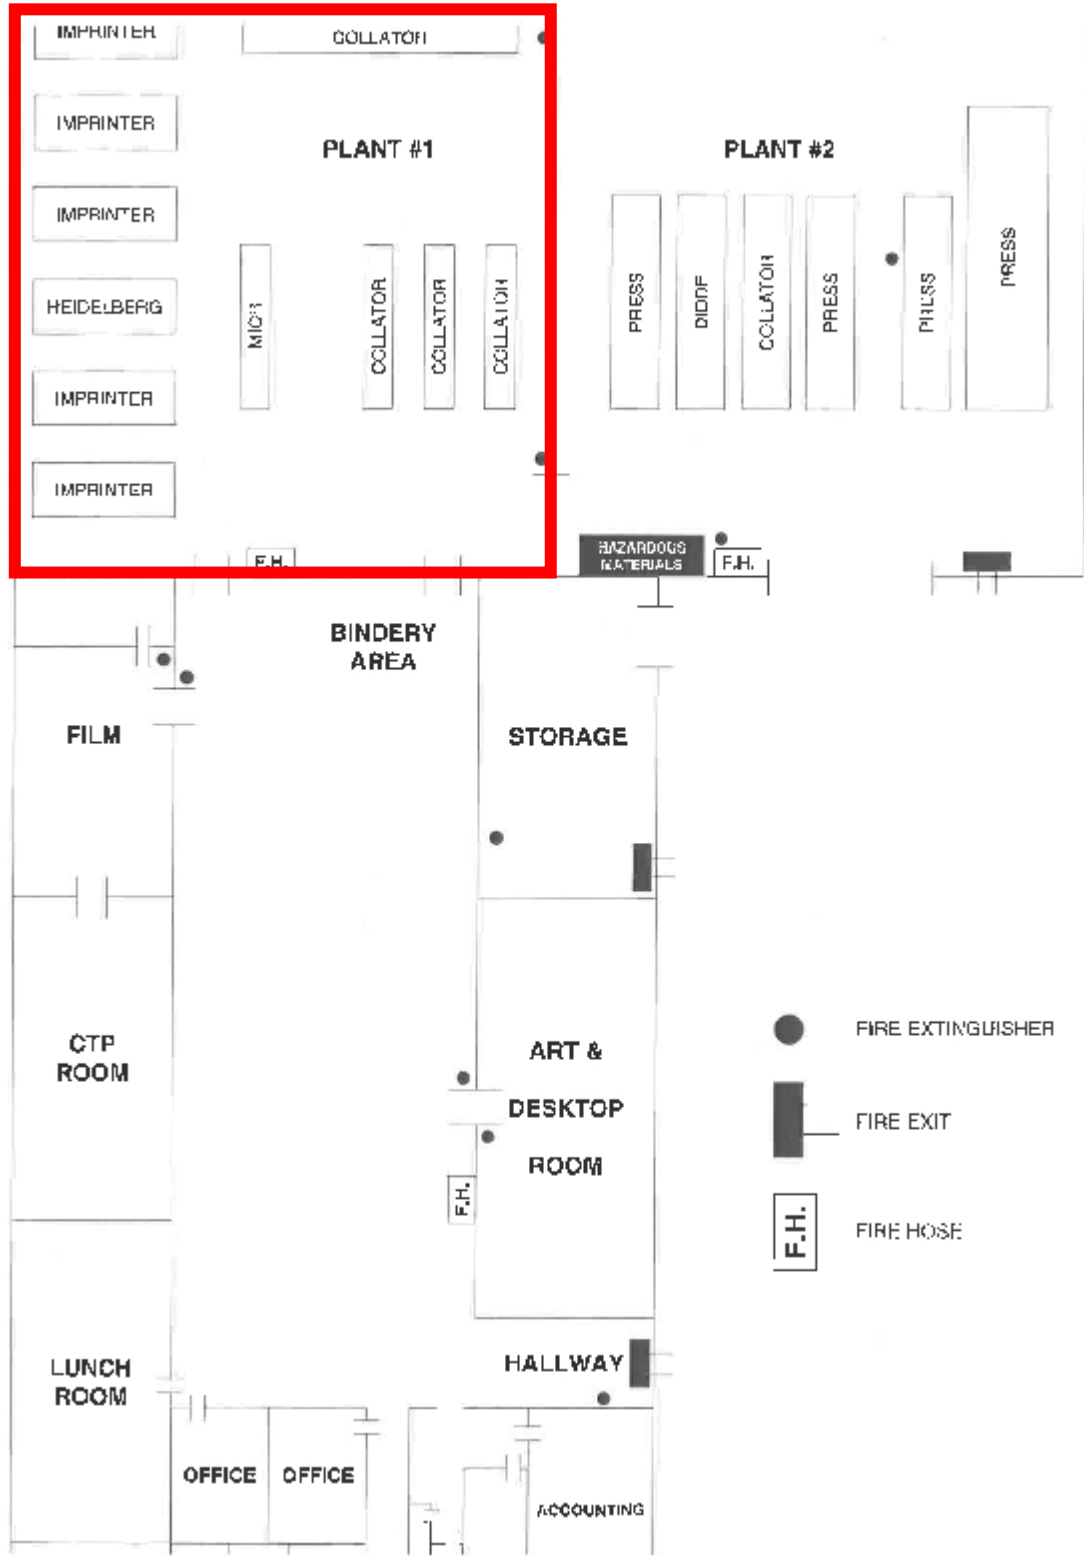 IMPRINTER
COLLATOR
IMPRINTER
PLANT #1
PLANT #2
IMPRINTER
HEIDELBERG
MICR
COLLATOR
COLLATOR
COLLATOR
PRESS
DIDDE
COLLATOR
PRESS
PRESS
PRESS
IMPRINTER
IMPRINTER
F.H.
HAZARDOUS
MATERIALS
F.H.
BINDERY
AREA
FILM
STORAGE
CTP
ROOM
ART &
DESKTOP
ROOM
F.H.
FIRE EXTINGUISHER
FIRE EXIT
F.H.
FIRE HOSE
LUNCH
ROOM
HALLWAY
OFFICE
OFFICE
ACCOUNTING